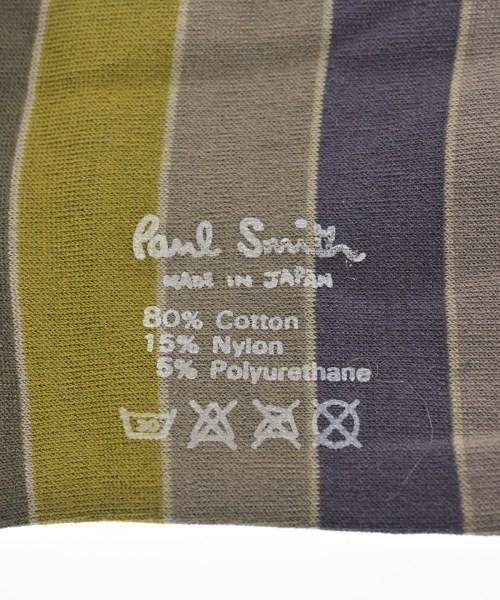 Paul Smith
MADE IN JAPAN
80% Cotton
15% Nylon
5% Polyurethane
30